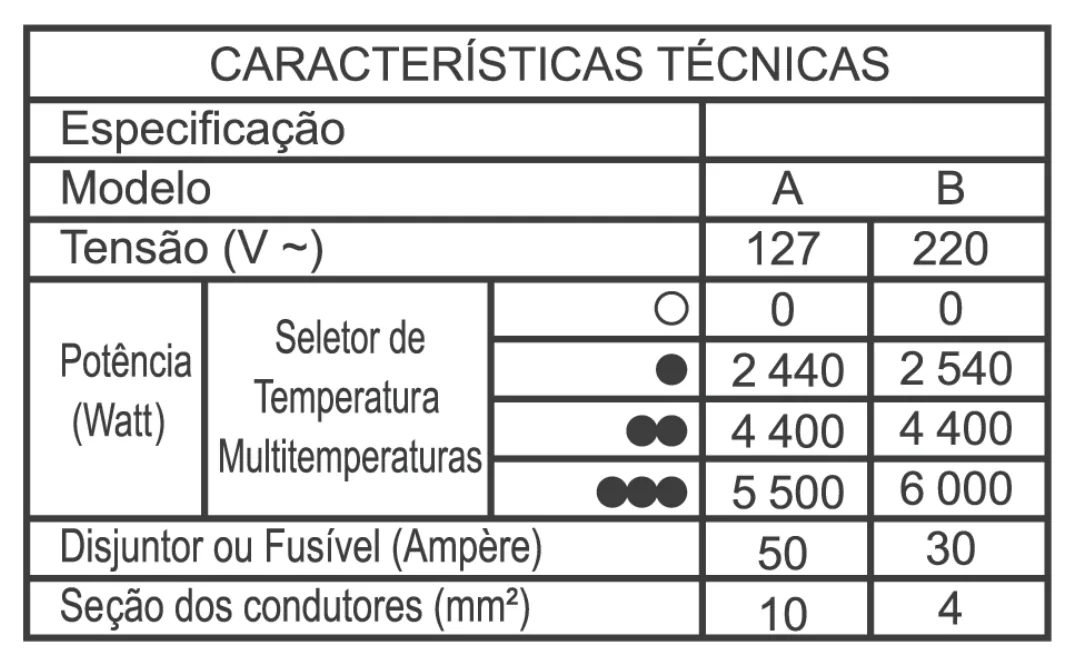 CARACTERÍSTICAS TÉCNICAS
Especificação
Modelo A B
Tensão (V ~) 127 220
Potência (Watt)
Seletor de Temperatura Multitemperaturas
○ 0 0
● 2 440 2 540
●● 4 400 4 400
●●● 5 500 6 000
Disjuntor ou Fusível (Ampère) 50 30
Seção dos condutores (mm²) 10 4